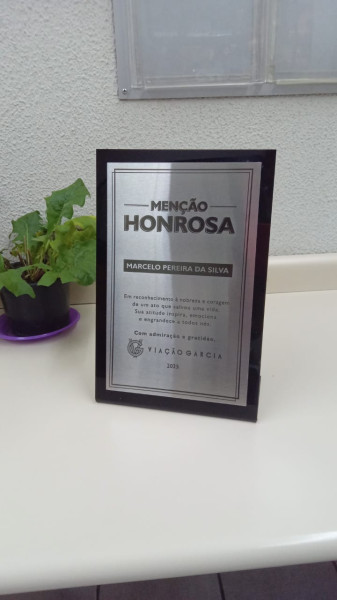 MENÇÃO
HONROSA
MARCELO PEREIRA DA SILVA
Em reconhecimento à nobreza e coragem
de um ato que salvou uma vida.
Sua atitude inspira, emociona
e engrandece a todos nós.
Com admiração e gratidão,
VIAÇÃO GARCIA
2025